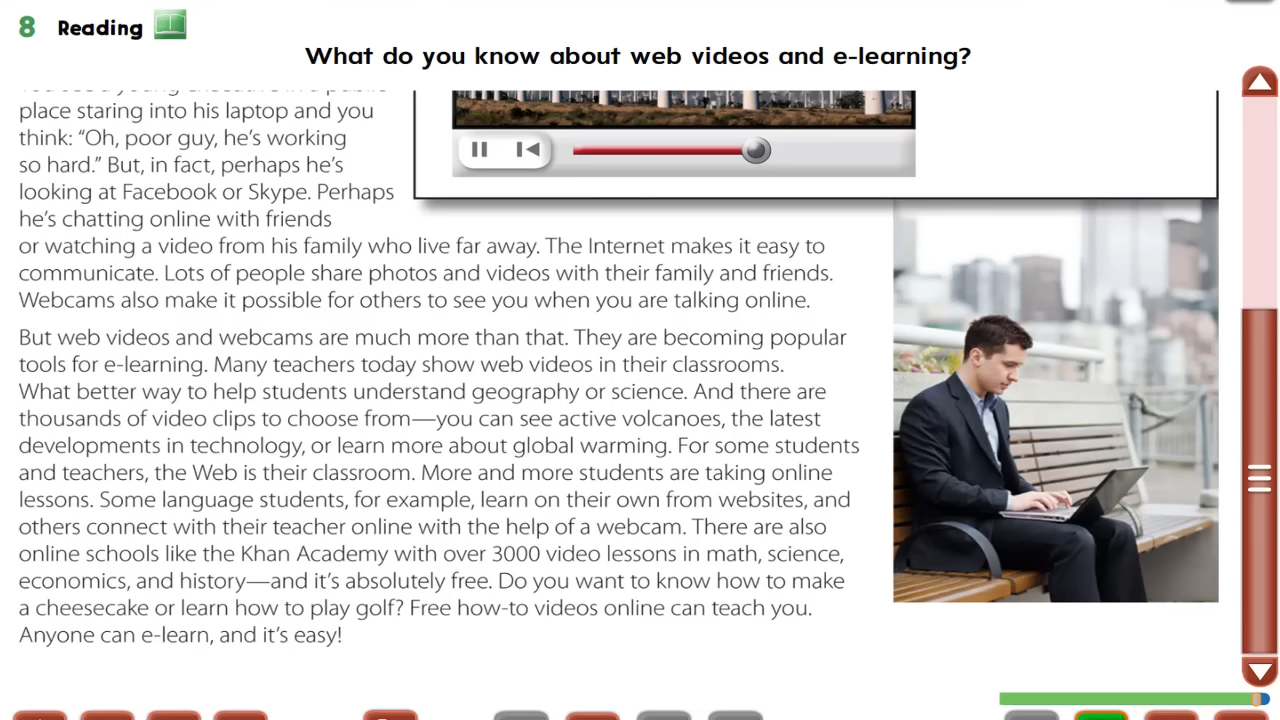 8 Reading
What do you know about web videos and e-learning?
place staring into his laptop and you
think: “Oh, poor guy, he’s working
so hard.” But, in fact, perhaps he’s
looking at Facebook or Skype. Perhaps
he’s chatting online with friends
or watching a video from his family who live far away. The Internet makes it easy to
communicate. Lots of people share photos and videos with their family and friends.
Webcams also make it possible for others to see you when you are talking online.
But web videos and webcams are much more than that. They are becoming popular
tools for e-learning. Many teachers today show web videos in their classrooms.
What better way to help students understand geography or science. And there are
thousands of video clips to choose from—you can see active volcanoes, the latest
developments in technology, or learn more about global warming. For some students
and teachers, the Web is their classroom. More and more students are taking online
lessons. Some language students, for example, learn on their own from websites, and
others connect with their teacher online with the help of a webcam. There are also
online schools like the Khan Academy with over 3000 video lessons in math, science,
economics, and history—and it’s absolutely free. Do you want to know how to make
a cheesecake or learn how to play golf? Free how-to videos online can teach you.
Anyone can e-learn, and it’s easy!